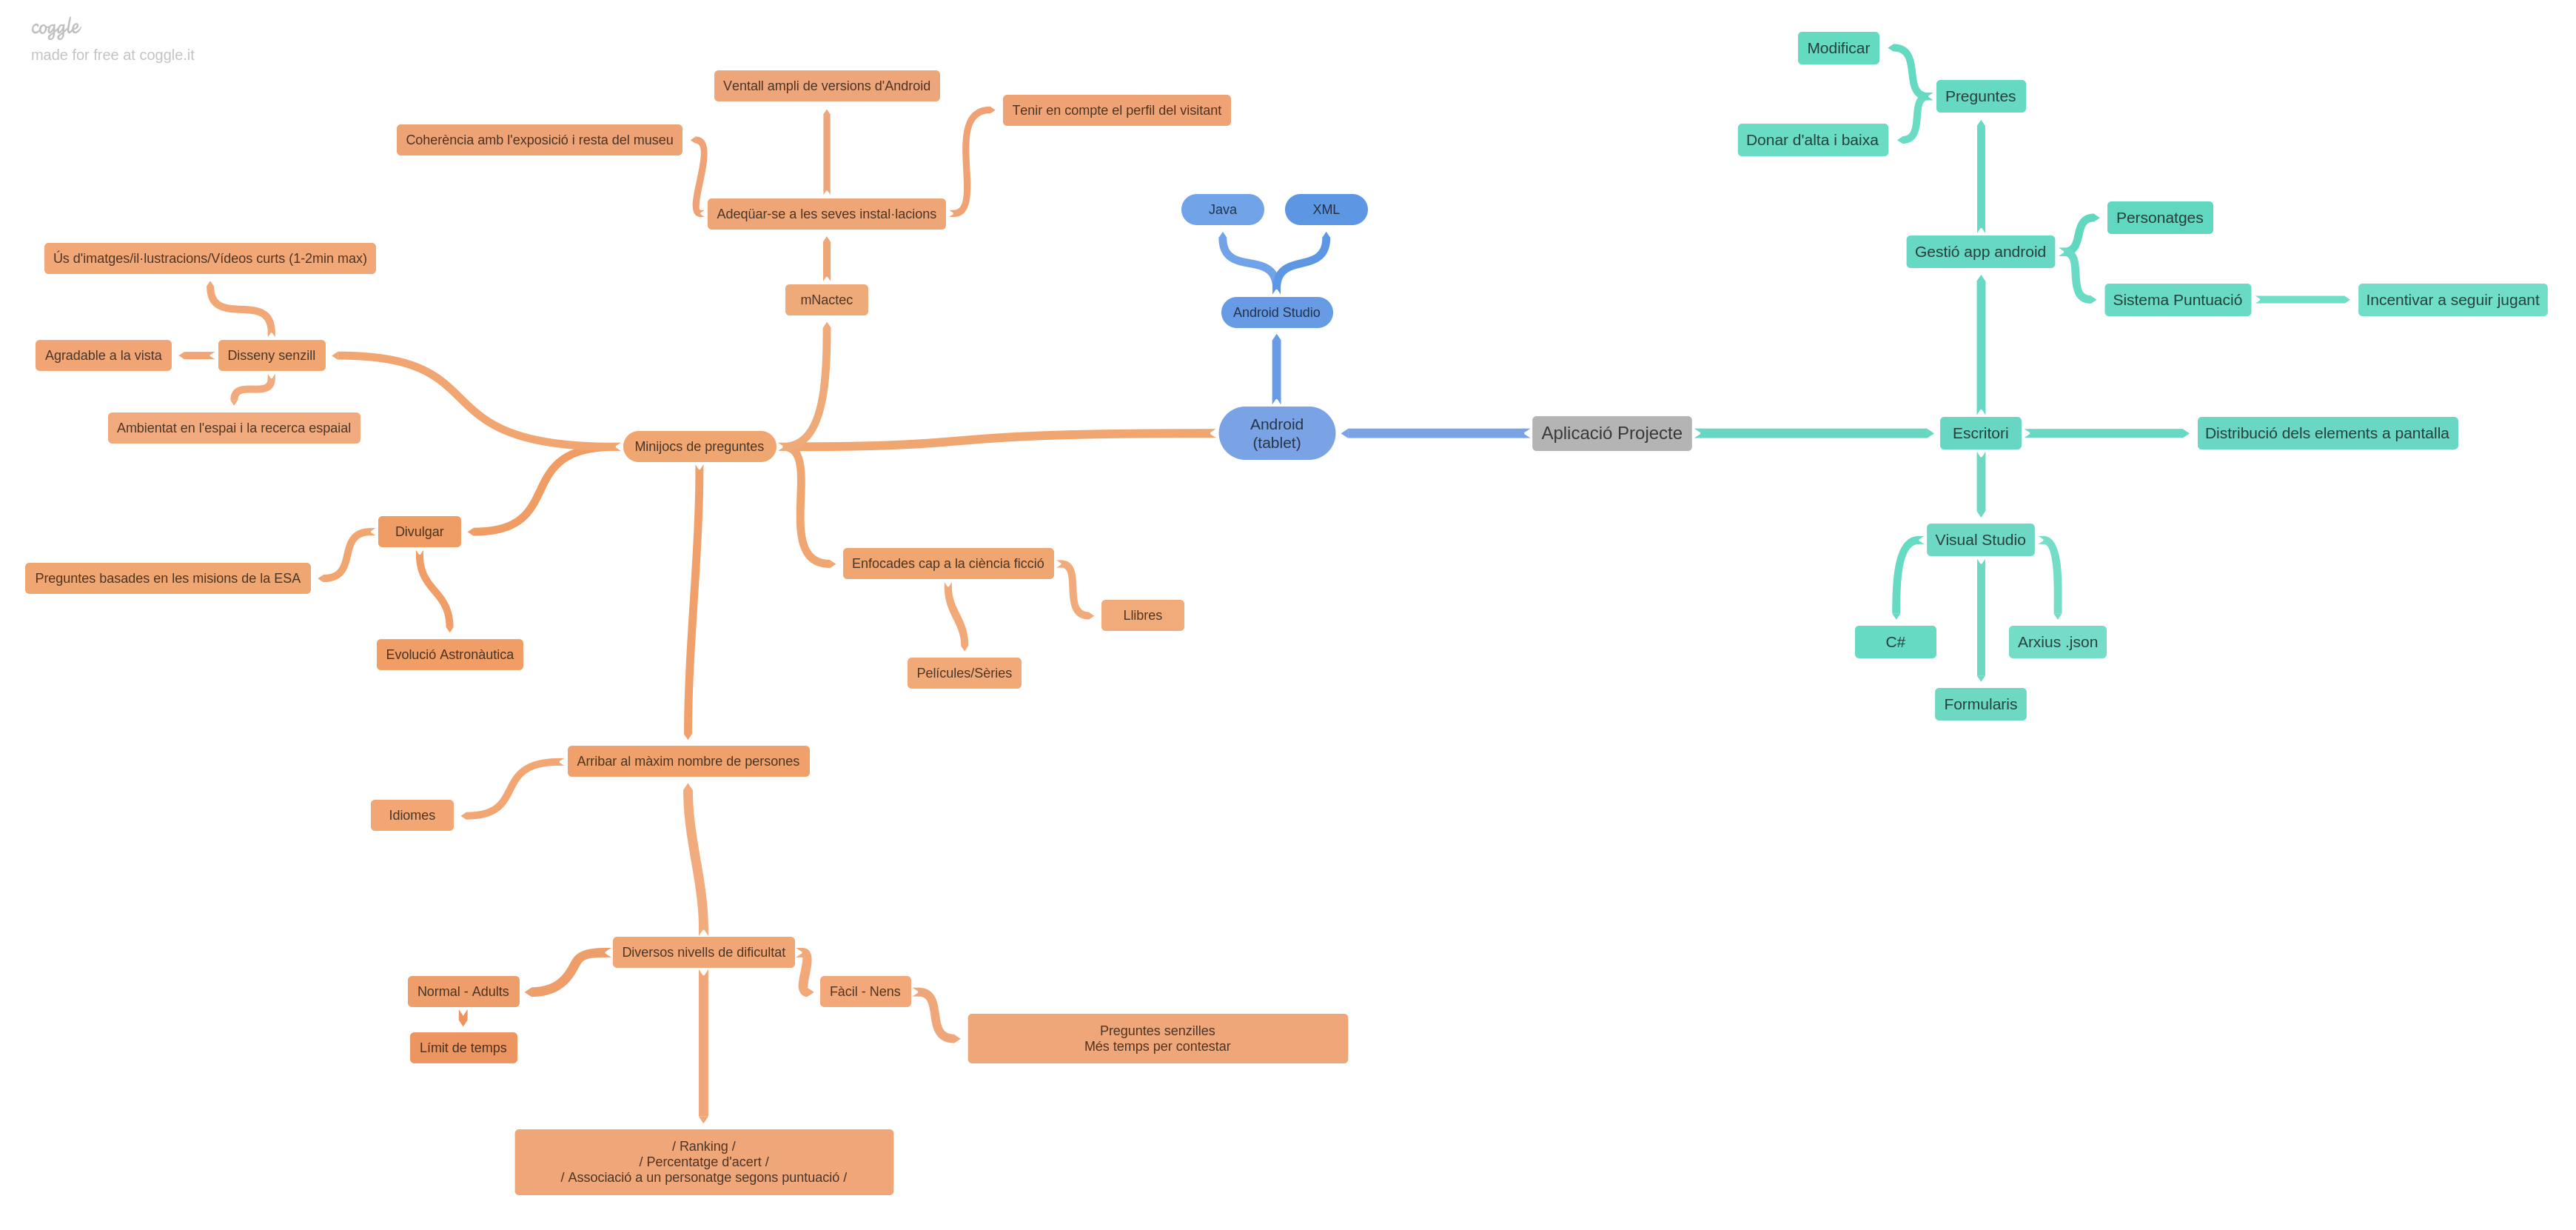 coggle
made for free at coggle.it
Modificar
Preguntes
Donar d'alta i baixa
Ventall ampli de versions d'Android
Tenir en compte el perfil del visitant
Coherència amb l'exposició i resta del museu
Adeqüar-se a les seves instal·lacions
mNactec
Java
XML
Android Studio
Personatges
Gestió app android
Sistema Puntuació
Incentivar a seguir jugant
Ús d'imatges/il·lustracions/Vídeos curts (1-2min max)
Agradable a la vista
Disseny senzill
Ambientat en l'espai i la recerca espaial
Minijocs de preguntes
Android
(tablet)
Aplicació Projecte
Escritori
Distribució dels elements a pantalla
Divulgar
Preguntes basades en les misions de la ESA
Evolució Astronàutica
Enfocades cap a la ciència ficció
Llibres
Películes/Sèries
Visual Studio
C#
Arxius .json
Formularis
Arribar al màxim nombre de persones
Idiomes
Diversos nivells de dificultat
Normal - Adults
Límit de temps
Fàcil - Nens
Preguntes senzilles
Més temps per contestar
/ Ranking /
/ Percentatge d'acert /
/ Associació a un personatge segons puntuació /